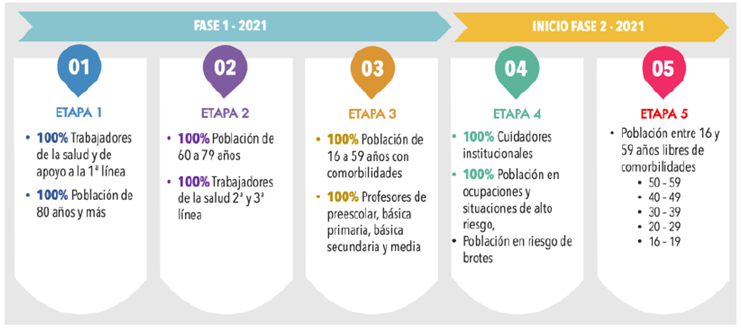 FASE 1 - 2021
INICIO FASE 2 - 2021
01
ETAPA 1
• 100% Trabajadores
de la salud y de
apoyo a la 1ª línea
• 100% Población de
80 años y más
02
ETAPA 2
• 100% Población de
60 a 79 años
• 100% Trabajadores
de la salud 2ª y 3ª
línea
03
ETAPA 3
• 100% Población de
16 a 59 años con
comorbilidades
• 100% Profesores de
preescolar, básica
primaria, básica
secundaria y media
04
ETAPA 4
• 100% Cuidadores
institucionales
• 100% Población en
ocupaciones y
situaciones de alto
riesgo,
• Población en riesgo de
brotes
05
ETAPA 5
• Población entre 16 y
59 años libres de
comorbilidades
• 50 - 59
• 40 - 49
• 30 - 39
• 20 - 29
• 16 - 19